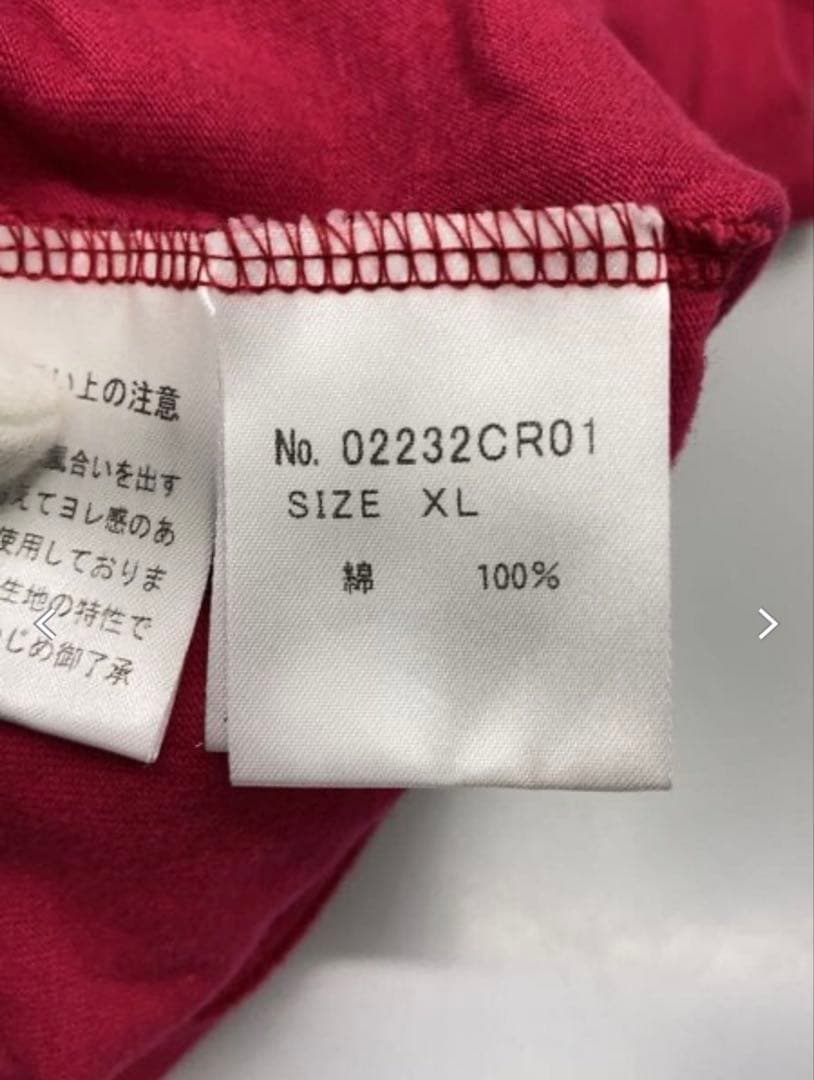 い上の注意
風合いを出す
えてヨレ感のあ
使用しておりま
生地の特性で
じめ御了承
No. 02232CR01
SIZE XL
綿 100%